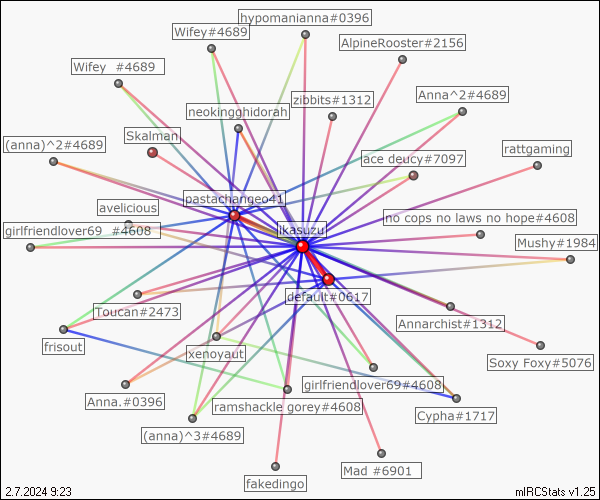 hypomanianna#0396
Wifey#4689
AlpineRooster#2156
Wifey  #4689
Anna^2#4689
zibbits#1312
neokingghidorah
Skalman
(anna)^2#4689
rattgaming
ace deucy#7097
pastachangeo41
avelicious
no cops no laws no hope#4608
girlfriendlover69_ #4608
ikasuzu
Mushy#1984
default#0617
Toucan#2473
Annarchist#1312
frisout
xenoyaut
Soxy Foxy#5076
girlfriendlover69#4608
Anna.#0396
ramshackle gorey#4608
Cypha#1717
(anna)^3#4689
Mad #6901
fakedingo
2.7.2024 9:23
mIRCStats v1.25